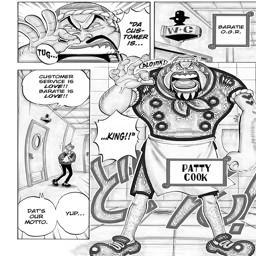 "DA
CUS-
TOMER
IS...
TUG...
W·C
BARATIE
O.G.R.
CUSTOMER
SERVICE IS
LOVE!!
BARATIE IS
LOVE!!
...KING!!"
PATTY
COOK
YUP...
DAT'S
OUR
MOTTO.